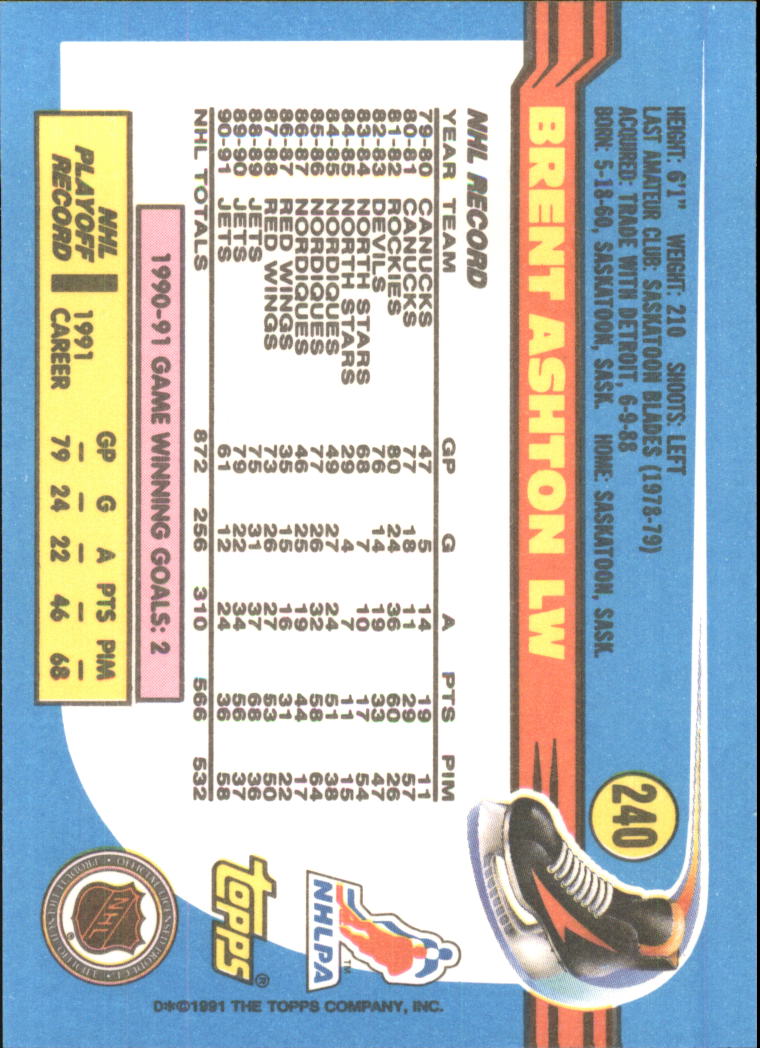 HEIGHT: 6'1" WEIGHT: 210 SHOOTS: LEFT
LAST AMATEUR CLUB: SASKATOON BLADES (1978-79)
ACQUIRED: TRADE WITH DETROIT, 6-9-88
BORN: 5-18-60, SASKATOON, SASK. HOME: SASKATOON, SASK.
240
BRENT ASHTON LW
NHL RECORD
YEAR TEAM GP G A PTS PIM
79-80 CANUCKS 47 5 14 19 11
80-81 CANUCKS 77 18 11 29 57
81-82 ROCKIES 80 24 36 60 26
82-83 DEVILS 76 14 19 33 47
83-84 NORTH STARS 68 7 10 17 54
84-85 NORTH STARS 29 4 7 11 15
84-85 NORDIQUES 49 27 24 51 38
85-86 NORDIQUES 77 26 32 58 64
86-87 NORDIQUES 46 25 19 44 17
86-87 RED WINGS 35 15 16 31 22
87-88 RED WINGS 73 26 27 53 50
88-89 JETS 75 31 37 68 36
89-90 JETS 79 22 34 56 37
90-91 JETS 61 12 24 36 58
NHL TOTALS 872 256 310 566 532
1990-91 GAME WINNING GOALS: 2
NHL PLAYOFF RECORD
GP G A PTS PIM
1991 – – – – –
CAREER 79 24 22 46 68
NHLPA™
topps®
NHL ®
OFFICIAL LICENSED PRODUCT
D*©1991 THE TOPPS COMPANY, INC.